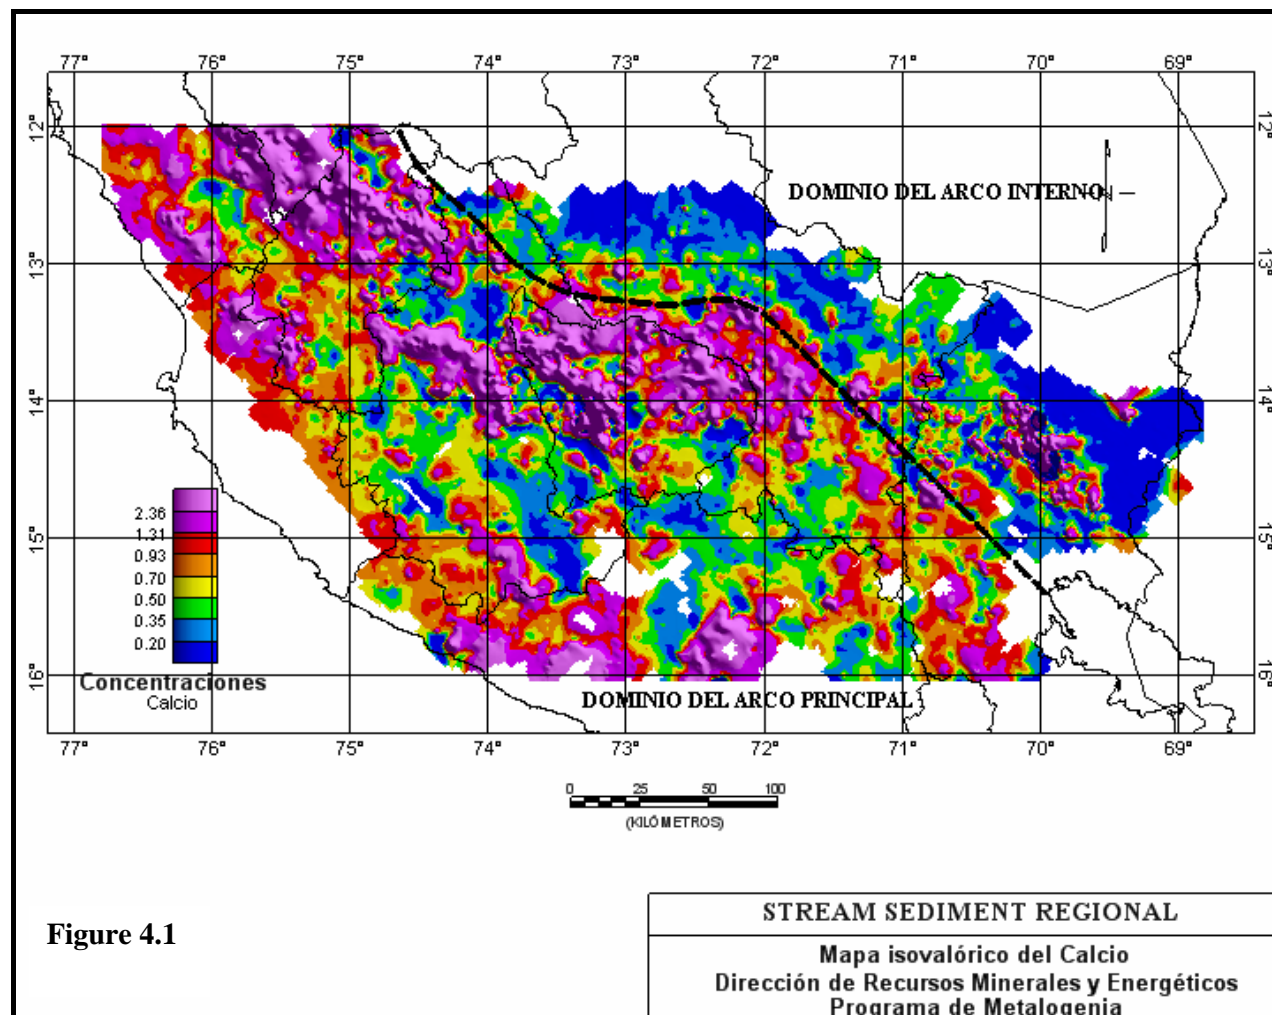 77° 76° 75° 74° 73° 72° 71° 70° 69°
12° 12°
DOMINIO DEL ARCO INTERNO
N
13° 13°
14° 14°
2.36
1.31
0.93
0.70
0.50
0.35
0.20
15° 15°
Concentraciones
Calcio
16° 16°
DOMINIO DEL ARCO PRINCIPAL
77° 76° 75° 74° 73° 72° 71° 70° 69°
0 25 50 100
(KILÓMETROS)
Figure 4.1
STREAM SEDIMENT REGIONAL
Mapa isovalórico del Calcio
Dirección de Recursos Minerales y Energéticos
Programa de Metalogenia